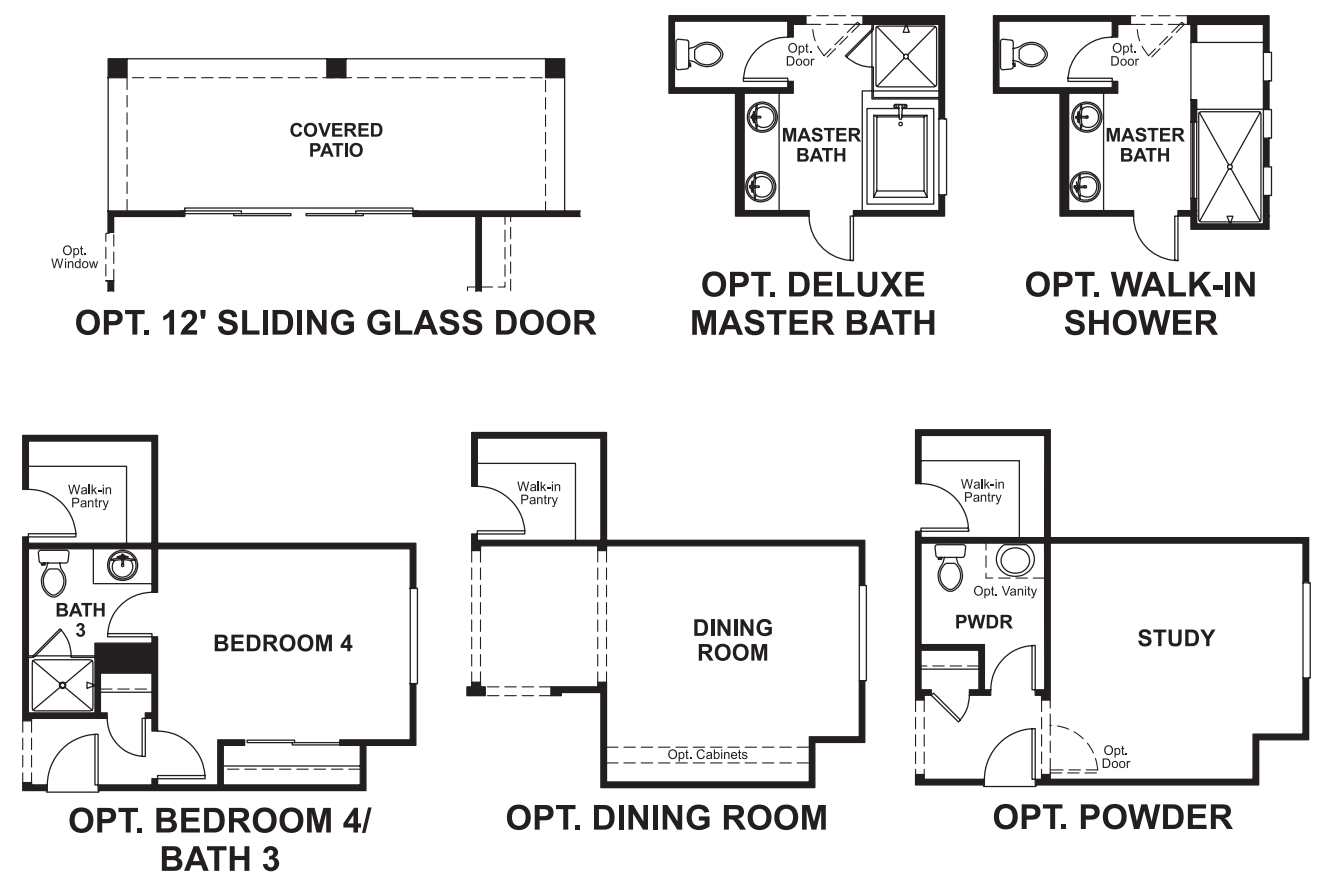 COVERED
PATIO
Opt.
Window
OPT. 12' SLIDING GLASS DOOR
Opt.
Door
MASTER
BATH
OPT. DELUXE
MASTER BATH
Opt.
Door
MASTER
BATH
OPT. WALK-IN
SHOWER
Walk-in
Pantry
BATH
3
BEDROOM 4
OPT. BEDROOM 4/
BATH 3
Walk-in
Pantry
DINING
ROOM
Opt. Cabinets
OPT. DINING ROOM
Walk-in
Pantry
Opt. Vanity
PWDR
STUDY
Opt.
Door
OPT. POWDER